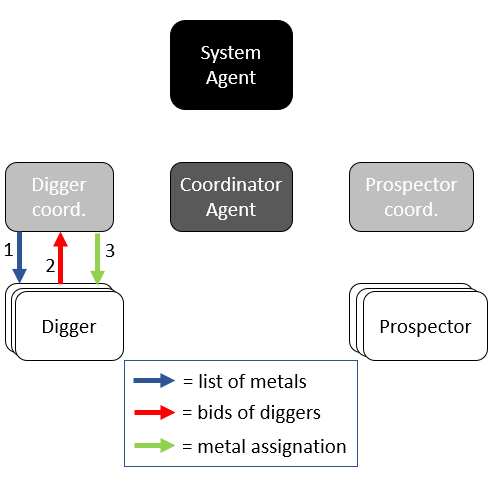 System
Agent
Digger
coord.
Coordinator
Agent
Prospector
coord.
1
2
3
Digger
Prospector
= list of metals
= bids of diggers
= metal assignation